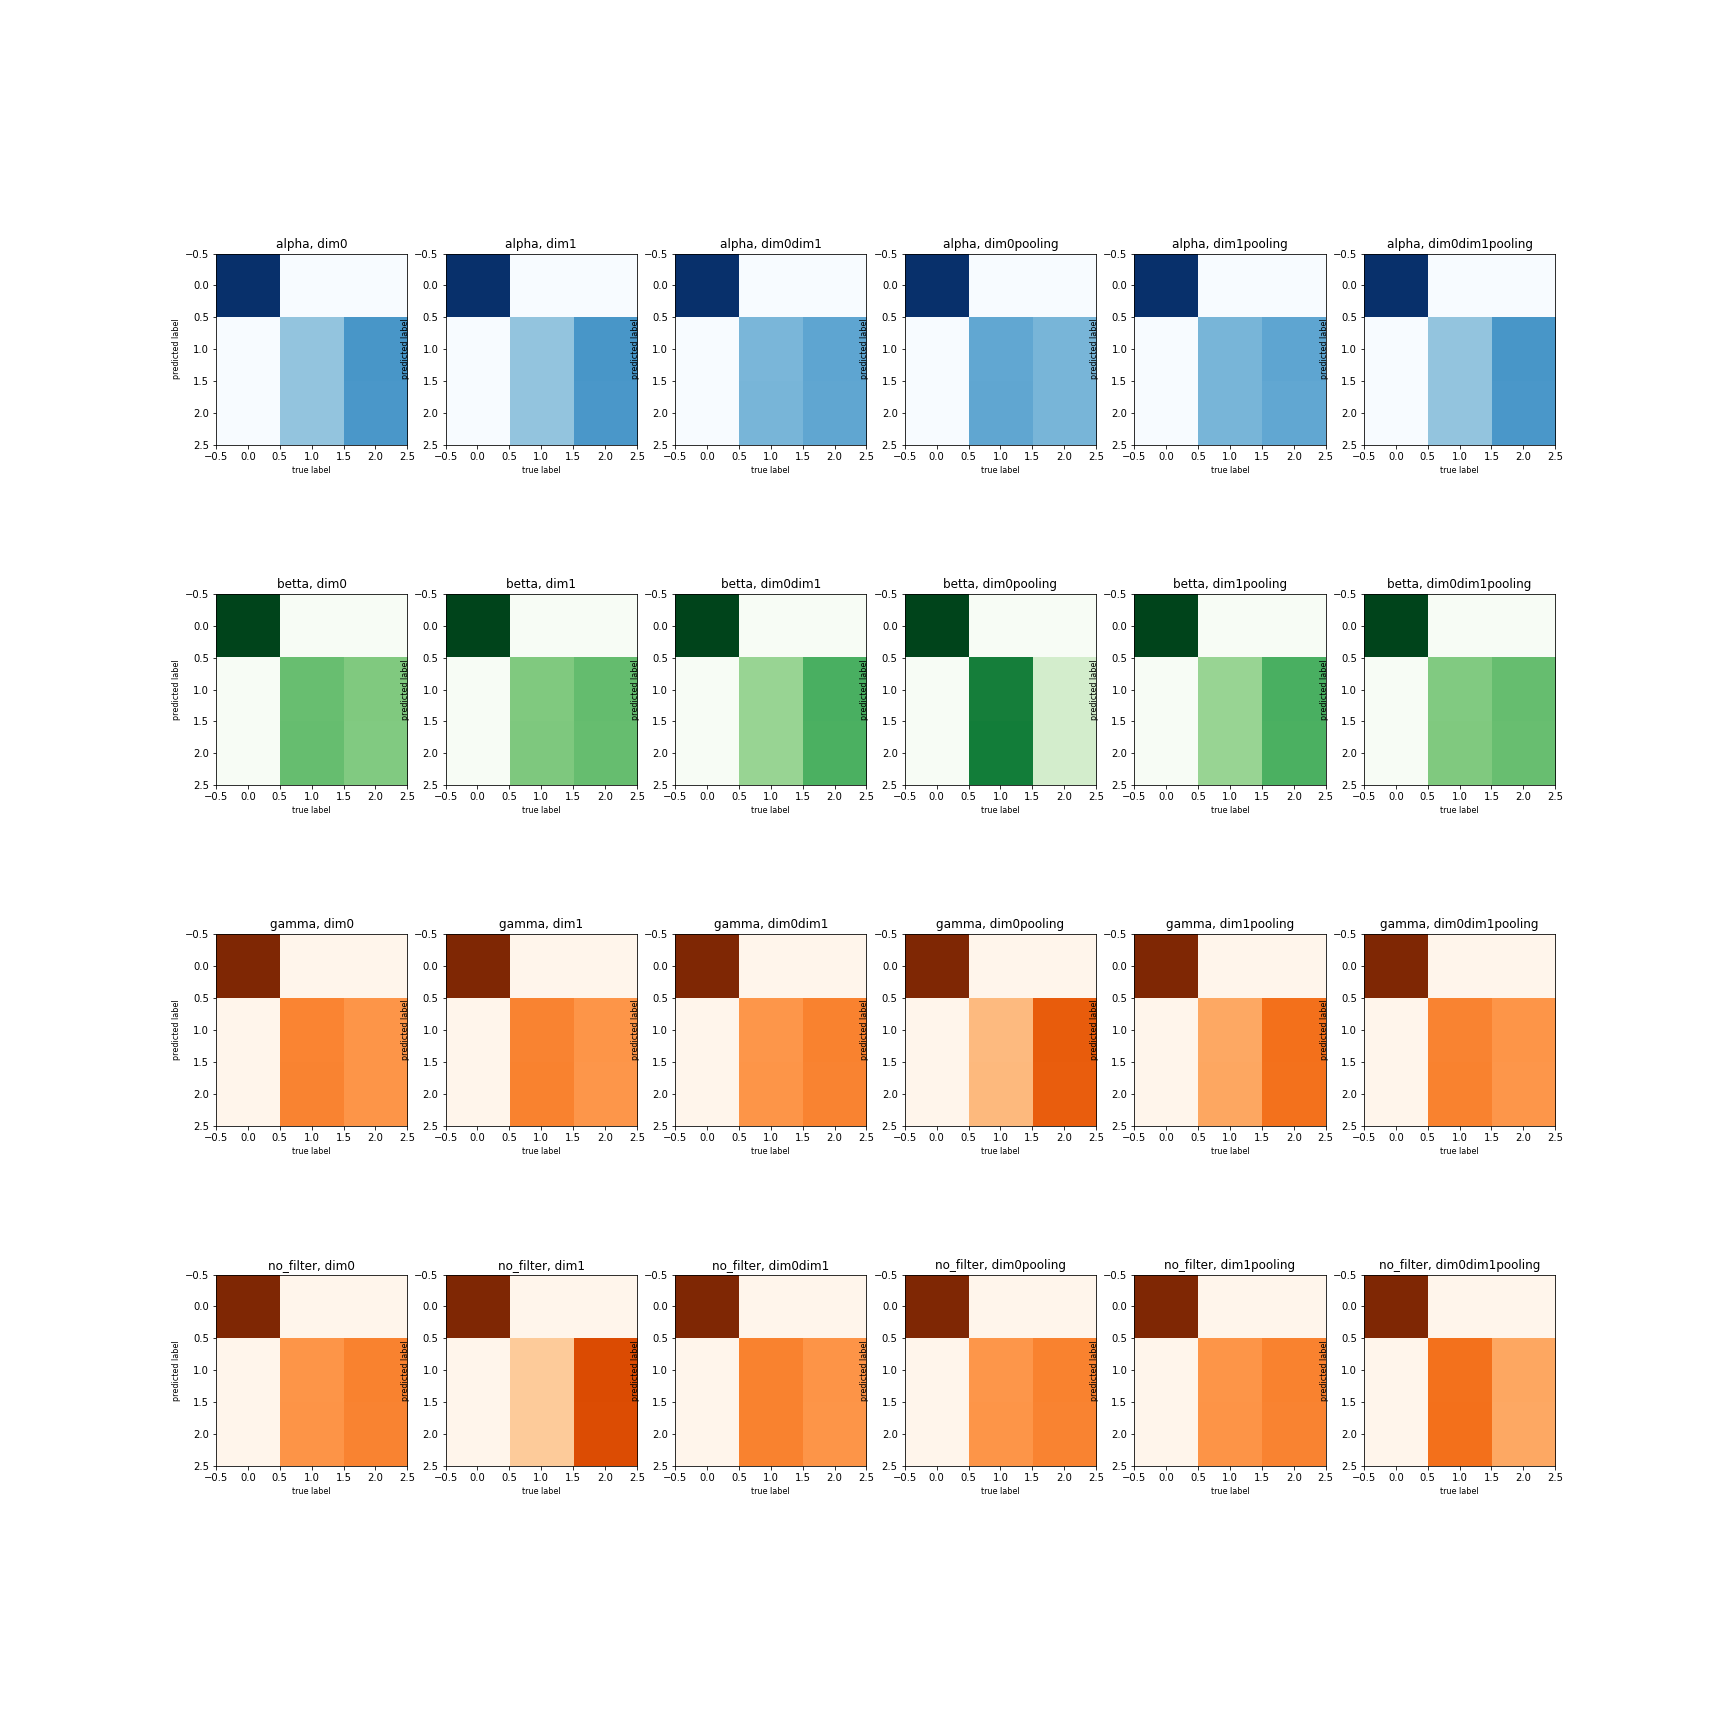 alpha, dim0 alpha, dim1 alpha, dim0dim1 alpha, dim0pooling alpha, dim1pooling alpha, dim0dim1pooling
−0.5 −0.5 −0.5 −0.5 −0.5 −0.5
0.0 0.0 0.0 0.0 0.0 0.0
0.5 0.5 0.5 0.5 0.5 0.5
predicted label predicted label predicted label predicted label predicted label predicted label
1.0 1.0 1.0 1.0 1.0 1.0
1.5 1.5 1.5 1.5 1.5 1.5
2.0 2.0 2.0 2.0 2.0 2.0
2.5 2.5 2.5 2.5 2.5 2.5
−0.5 0.0 0.5 1.0 1.5 2.0 2.5 −0.5 0.0 0.5 1.0 1.5 2.0 2.5 −0.5 0.0 0.5 1.0 1.5 2.0 2.5 −0.5 0.0 0.5 1.0 1.5 2.0 2.5 −0.5 0.0 0.5 1.0 1.5 2.0 2.5 −0.5 0.0 0.5 1.0 1.5 2.0 2.5
true label true label true label true label true label true label
betta, dim0 betta, dim1 betta, dim0dim1 betta, dim0pooling betta, dim1pooling betta, dim0dim1pooling
−0.5 −0.5 −0.5 −0.5 −0.5 −0.5
0.0 0.0 0.0 0.0 0.0 0.0
0.5 0.5 0.5 0.5 0.5 0.5
predicted label predicted label predicted label predicted label predicted label predicted label
1.0 1.0 1.0 1.0 1.0 1.0
1.5 1.5 1.5 1.5 1.5 1.5
2.0 2.0 2.0 2.0 2.0 2.0
2.5 2.5 2.5 2.5 2.5 2.5
−0.5 0.0 0.5 1.0 1.5 2.0 2.5 −0.5 0.0 0.5 1.0 1.5 2.0 2.5 −0.5 0.0 0.5 1.0 1.5 2.0 2.5 −0.5 0.0 0.5 1.0 1.5 2.0 2.5 −0.5 0.0 0.5 1.0 1.5 2.0 2.5 −0.5 0.0 0.5 1.0 1.5 2.0 2.5
true label true label true label true label true label true label
gamma, dim0 gamma, dim1 gamma, dim0dim1 gamma, dim0pooling gamma, dim1pooling gamma, dim0dim1pooling
−0.5 −0.5 −0.5 −0.5 −0.5 −0.5
0.0 0.0 0.0 0.0 0.0 0.0
0.5 0.5 0.5 0.5 0.5 0.5
predicted label predicted label predicted label predicted label predicted label predicted label
1.0 1.0 1.0 1.0 1.0 1.0
1.5 1.5 1.5 1.5 1.5 1.5
2.0 2.0 2.0 2.0 2.0 2.0
2.5 2.5 2.5 2.5 2.5 2.5
−0.5 0.0 0.5 1.0 1.5 2.0 2.5 −0.5 0.0 0.5 1.0 1.5 2.0 2.5 −0.5 0.0 0.5 1.0 1.5 2.0 2.5 −0.5 0.0 0.5 1.0 1.5 2.0 2.5 −0.5 0.0 0.5 1.0 1.5 2.0 2.5 −0.5 0.0 0.5 1.0 1.5 2.0 2.5
true label true label true label true label true label true label
no_filter, dim0 no_filter, dim1 no_filter, dim0dim1 no_filter, dim0pooling no_filter, dim1pooling no_filter, dim0dim1pooling
−0.5 −0.5 −0.5 −0.5 −0.5 −0.5
0.0 0.0 0.0 0.0 0.0 0.0
0.5 0.5 0.5 0.5 0.5 0.5
predicted label predicted label predicted label predicted label predicted label predicted label
1.0 1.0 1.0 1.0 1.0 1.0
1.5 1.5 1.5 1.5 1.5 1.5
2.0 2.0 2.0 2.0 2.0 2.0
2.5 2.5 2.5 2.5 2.5 2.5
−0.5 0.0 0.5 1.0 1.5 2.0 2.5 −0.5 0.0 0.5 1.0 1.5 2.0 2.5 −0.5 0.0 0.5 1.0 1.5 2.0 2.5 −0.5 0.0 0.5 1.0 1.5 2.0 2.5 −0.5 0.0 0.5 1.0 1.5 2.0 2.5 −0.5 0.0 0.5 1.0 1.5 2.0 2.5
true label true label true label true label true label true label